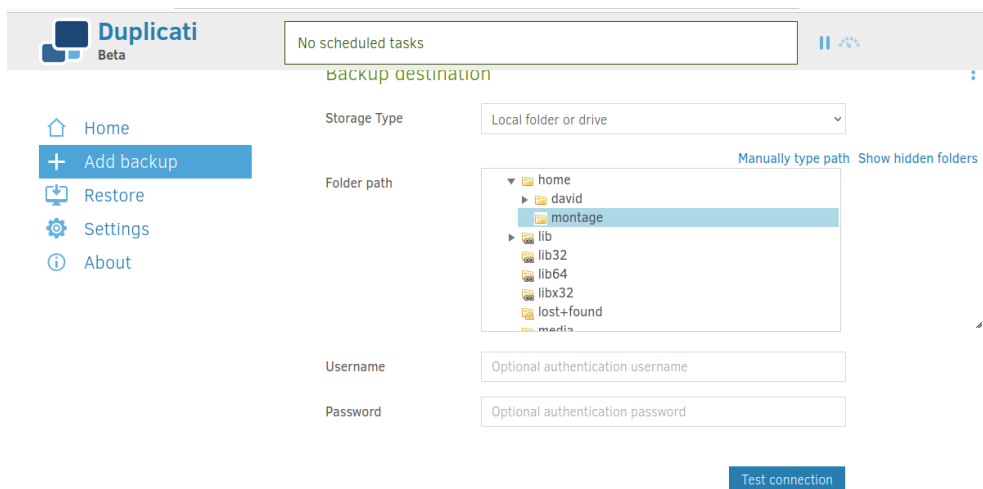 Duplicati
Beta
No scheduled tasks
Backup destination
Home
Add backup
Restore
Settings
About
Storage Type
Local folder or drive
Manually type path Show hidden folders
Folder path
home
david
montage
lib
lib32
lib64
libx32
lost+found
media
Username
Optional authentication username
Password
Optional authentication password
Test connection